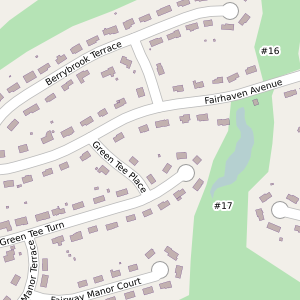 Berrybrook Terrace
#16
Fairhaven Avenue
Green Tee Place
#17
Green Tee Turn
Manor Terrace
Fairway Manor Court